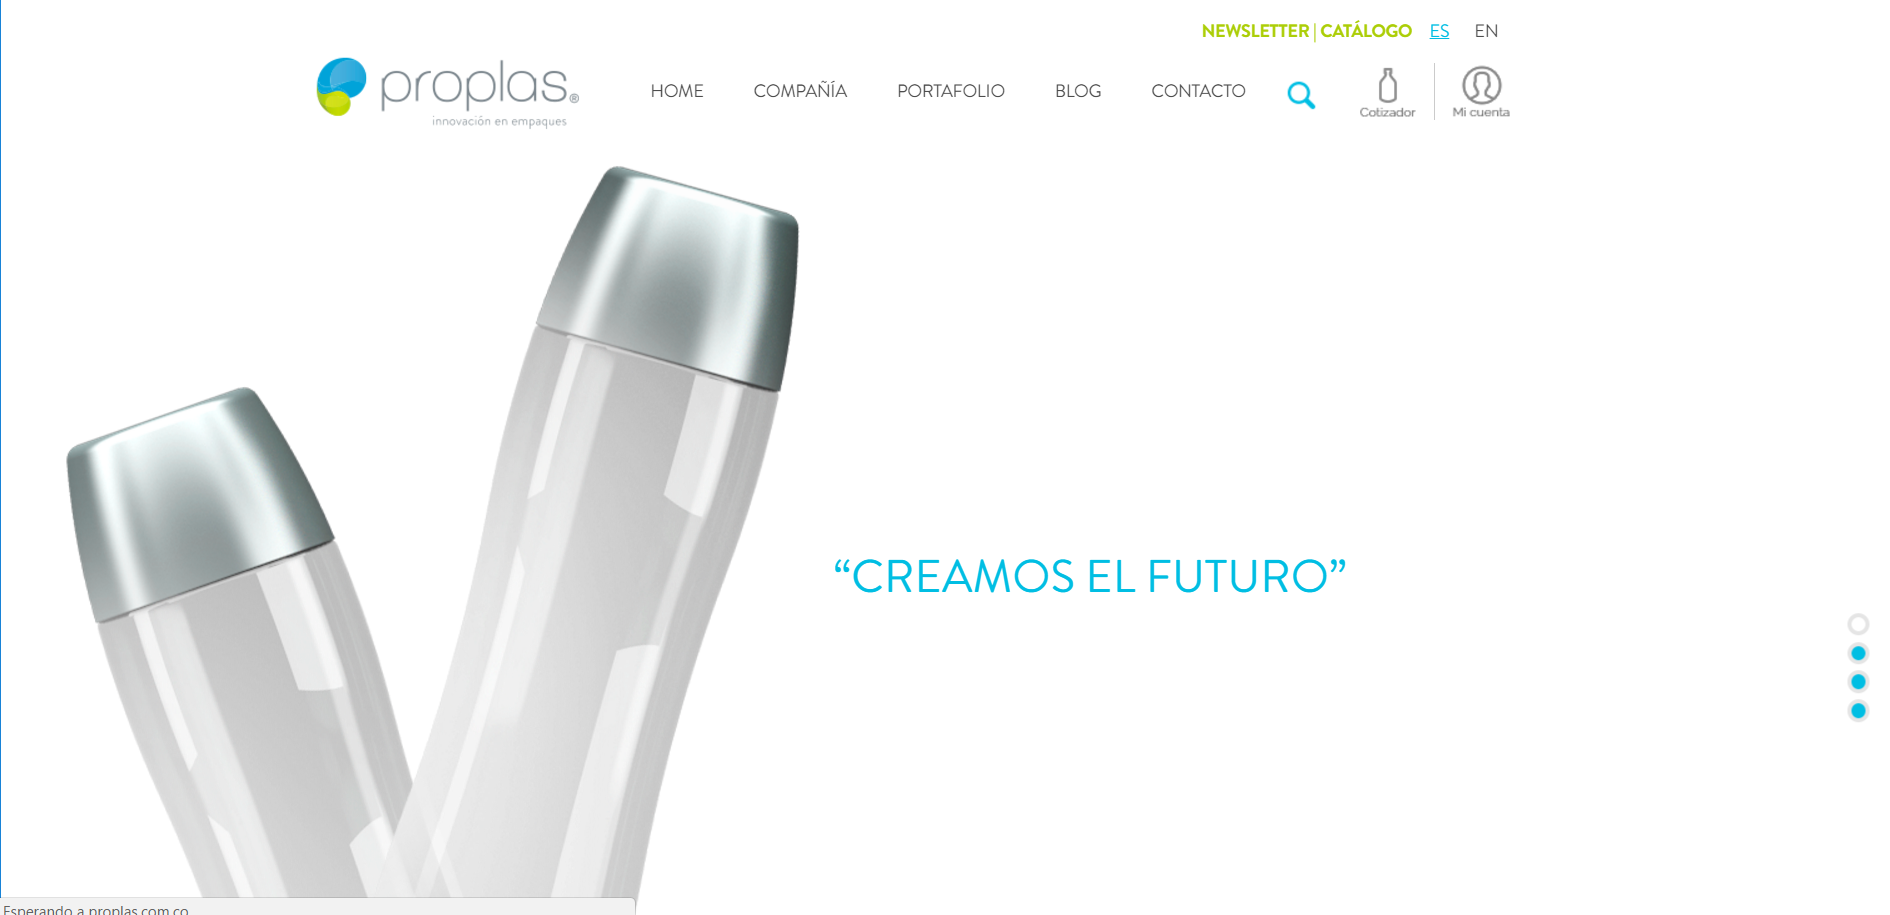 NEWSLETTER | CATÁLOGO ES EN
proplas®
innovación en empaques
HOME COMPAÑÍA PORTAFOLIO BLOG CONTACTO
Cotizador Mi cuenta
“CREAMOS EL FUTURO”
Esperando a proplas.com.co